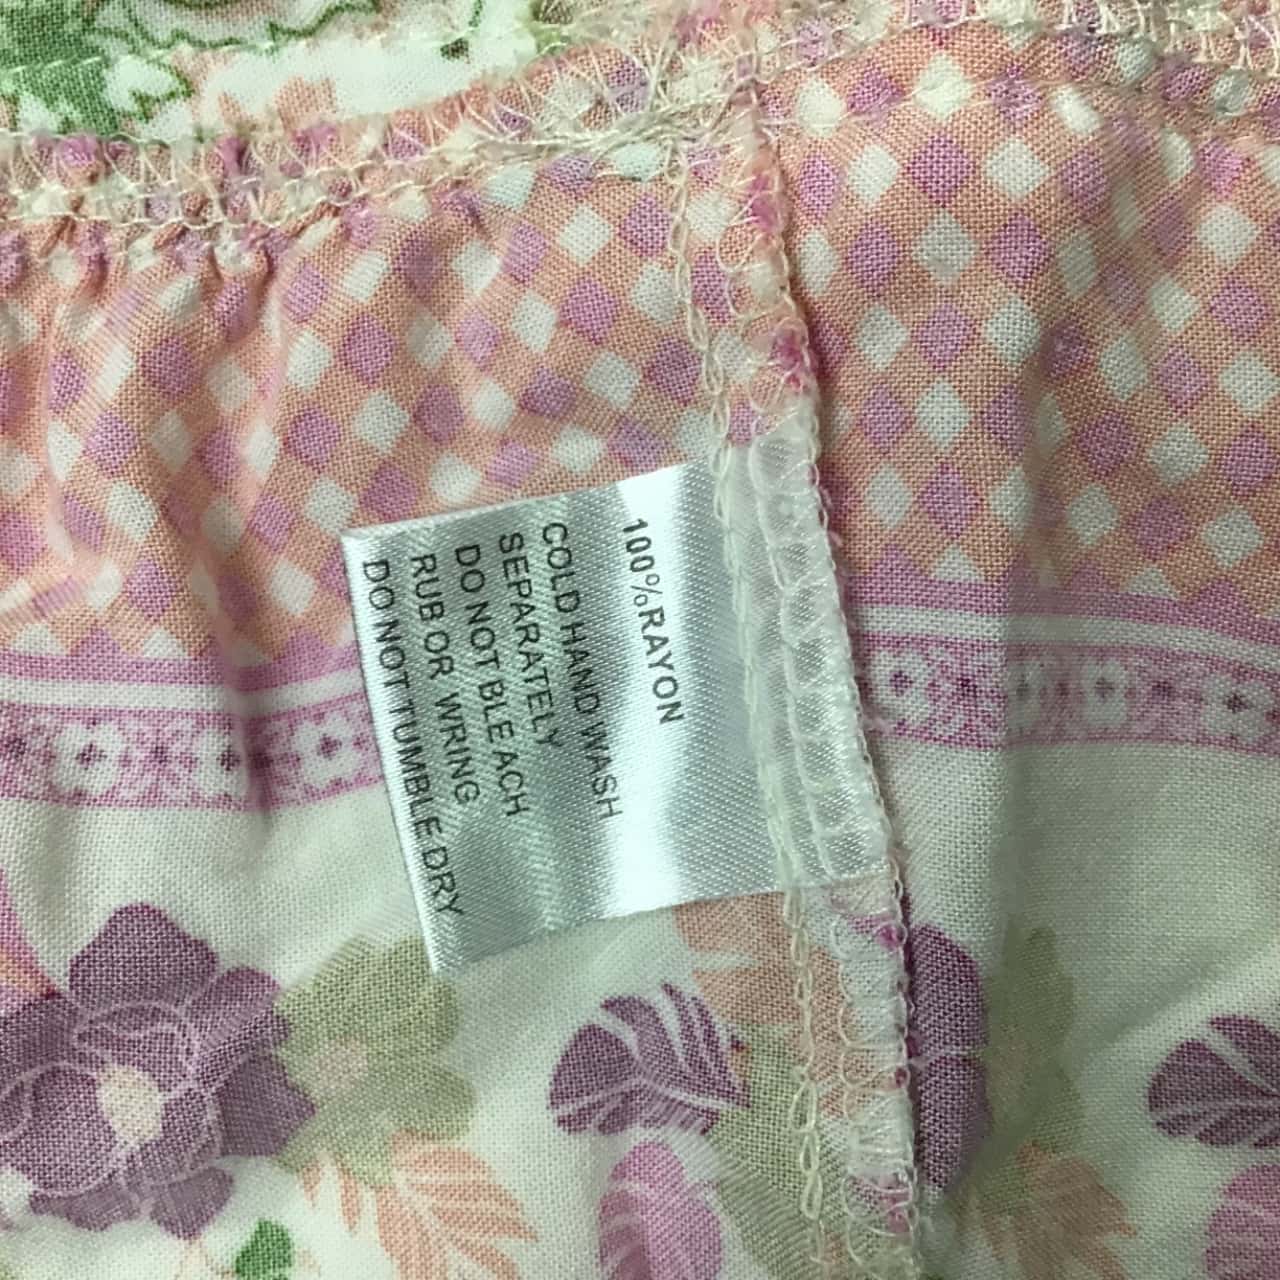 100%RAYON
COLD HAND WASH
SEPARATELY
DO NOT BLEACH
RUB OR WRING
DO NOT TUMBLE DRY